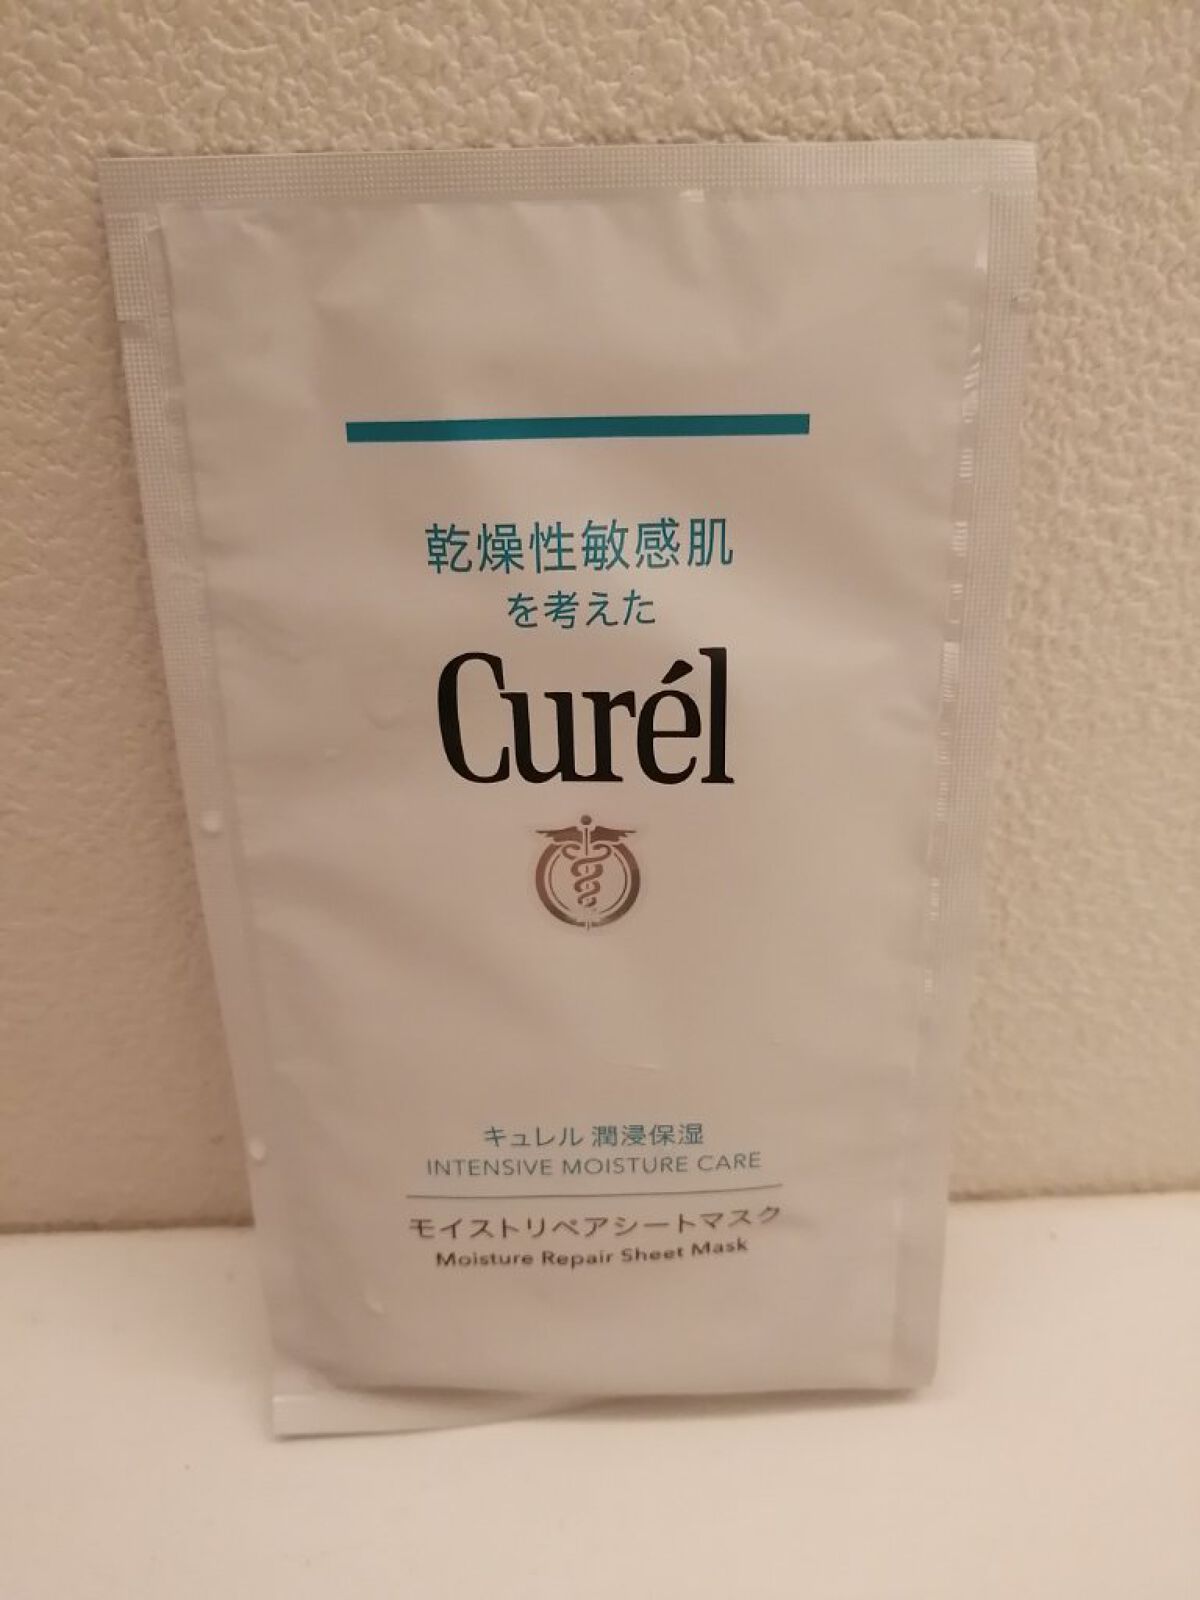 乾燥性敏感肌
を考えた
Curél
キュレル 潤浸保湿
INTENSIVE MOISTURE CARE
モイストリペアシートマスク
Moisture Repair Sheet Mask